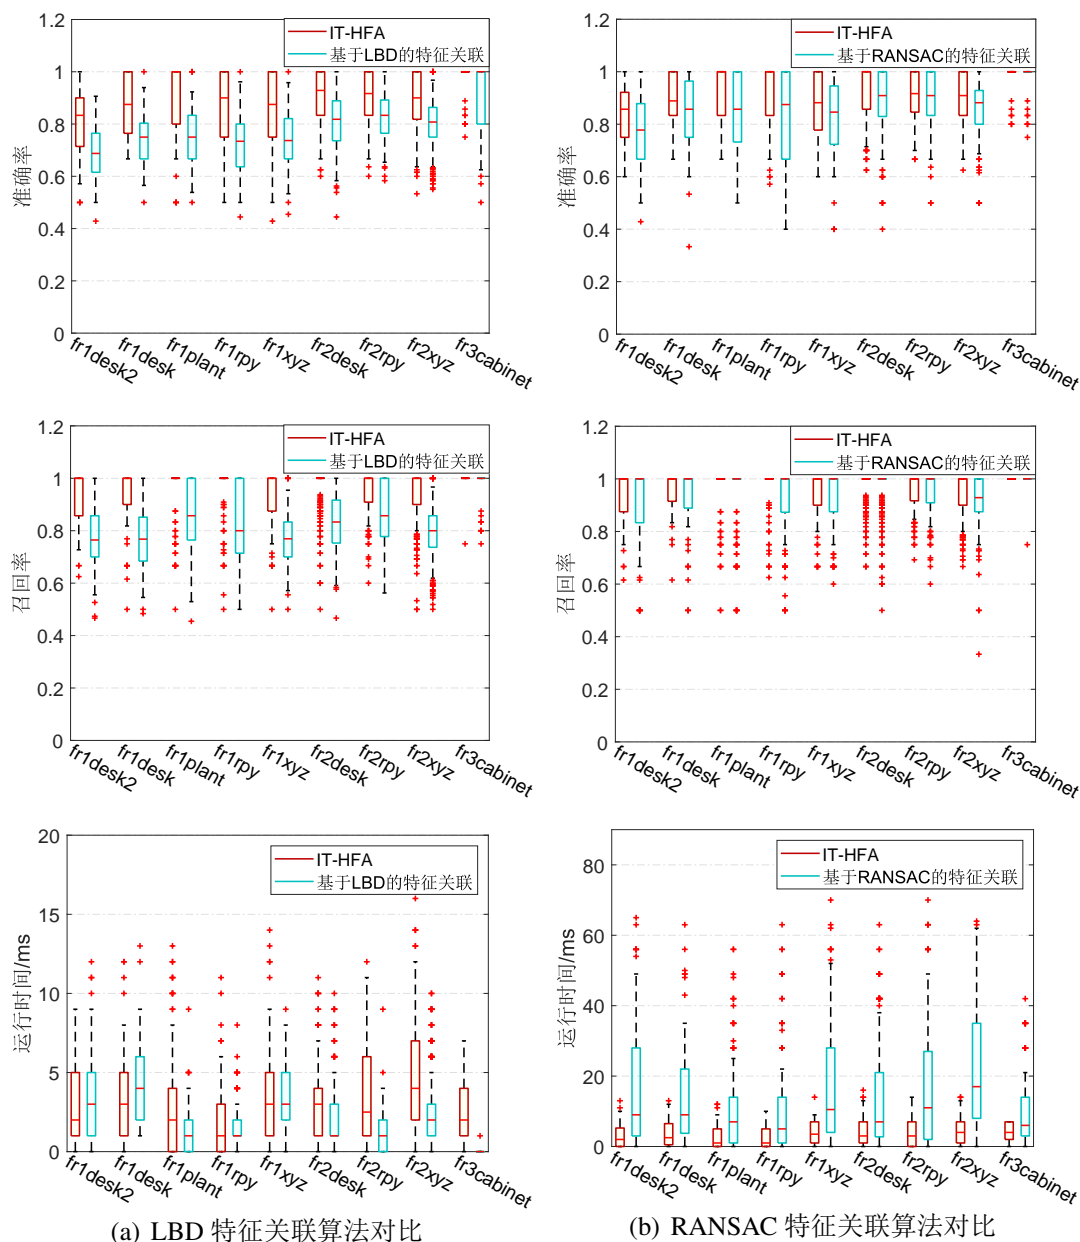 1.2
1
0.8
0.6
0.4
0.2
0
准确率
IT-HFA
基于LBD的特征关联
fr1desk2
fr1desk
fr1plant
fr1rpy
fr1xyz
fr2desk
fr2rpy
fr2xyz
fr3cabinet
1.2
1
0.8
0.6
0.4
0.2
0
准确率
IT-HFA
基于RANSAC的特征关联
fr1desk2
fr1desk
fr1plant
fr1rpy
fr1xyz
fr2desk
fr2rpy
fr2xyz
fr3cabinet
1.2
1
0.8
0.6
0.4
0.2
0
召回率
IT-HFA
基于LBD的特征关联
fr1desk2
fr1desk
fr1plant
fr1rpy
fr1xyz
fr2desk
fr2rpy
fr2xyz
fr3cabinet
1.2
1
0.8
0.6
0.4
0.2
0
召回率
IT-HFA
基于RANSAC的特征关联
fr1desk2
fr1desk
fr1plant
fr1rpy
fr1xyz
fr2desk
fr2rpy
fr2xyz
fr3cabinet
20
15
10
5
0
运行时间/ms
IT-HFA
基于LBD的特征关联
fr1desk2
fr1desk
fr1plant
fr1rpy
fr1xyz
fr2desk
fr2rpy
fr2xyz
fr3cabinet
80
60
40
20
0
运行时间/ms
IT-HFA
基于RANSAC的特征关联
fr1desk2
fr1desk
fr1plant
fr1rpy
fr1xyz
fr2desk
fr2rpy
fr2xyz
fr3cabinet
(a) LBD 特征关联算法对比
(b) RANSAC 特征关联算法对比